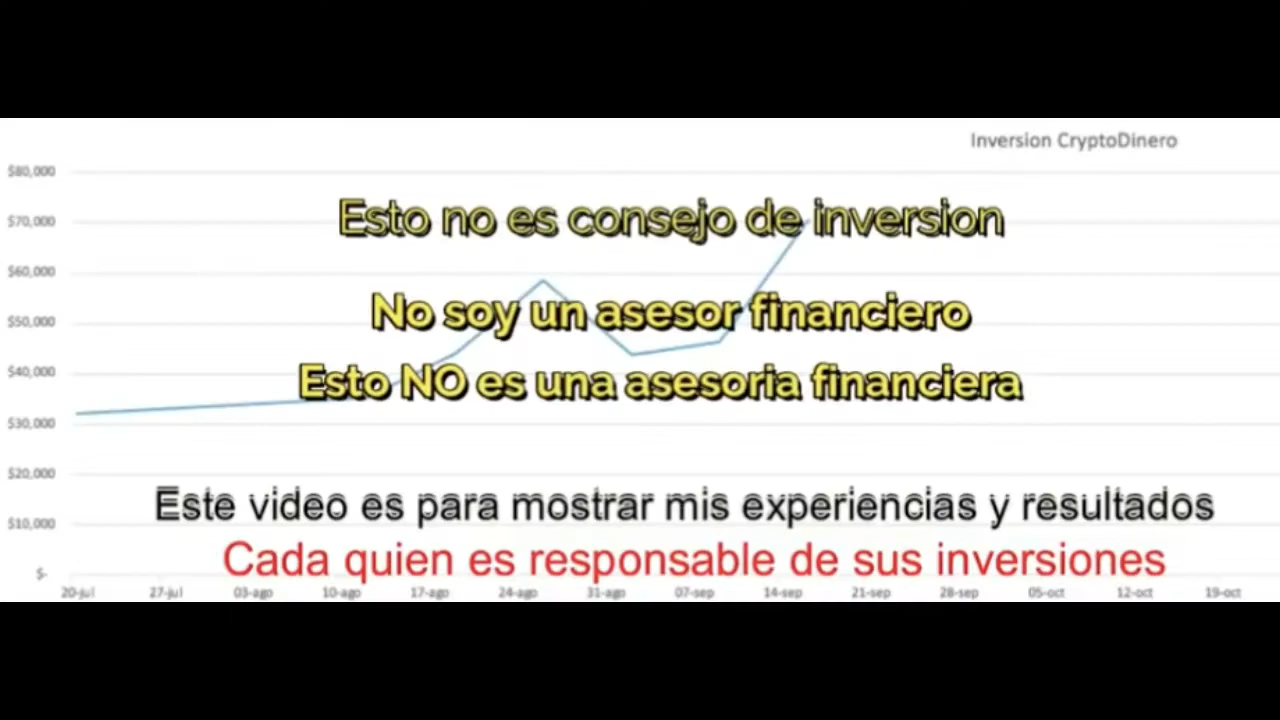 Inversion CryptoDinero
$80,000
Esto no es consejo de inversion
$70,000
$60,000
No soy un asesor financiero
$50,000
Esto NO es una asesoria financiera
$40,000
$30,000
$20,000
Este video es para mostrar mis experiencias y resultados
$10,000
Cada quien es responsable de sus inversiones
$-
20-jul 27-jul 03-ago 10-ago 17-ago 24-ago 31-ago 07-sep 14-sep 21-sep 28-sep 05-oct 12-oct 19-oct